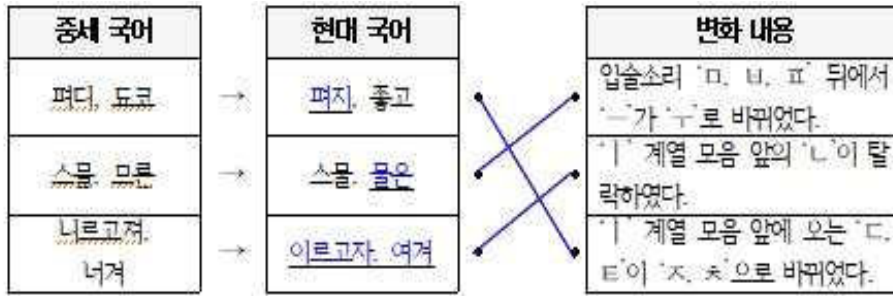 중세 국어 현대 국어 변화 내용
펴디, 됴코 → 펴지, 좋고 입술소리 'ㅁ, ㅂ, ㅍ' 뒤에서
'ㅡ'가 'ㅜ'로 바뀌었다.
스믈, 므른 → 스물, 물은 'ㅣ' 계열 모음 앞의 'ㄴ'이 탈
락하였다.
니르고져, → 이르고자, 여겨 'ㅣ' 계열 모음 앞에 오는 'ㄷ,
너겨 ㅌ'이 'ㅈ, ㅊ'으로 바뀌었다.